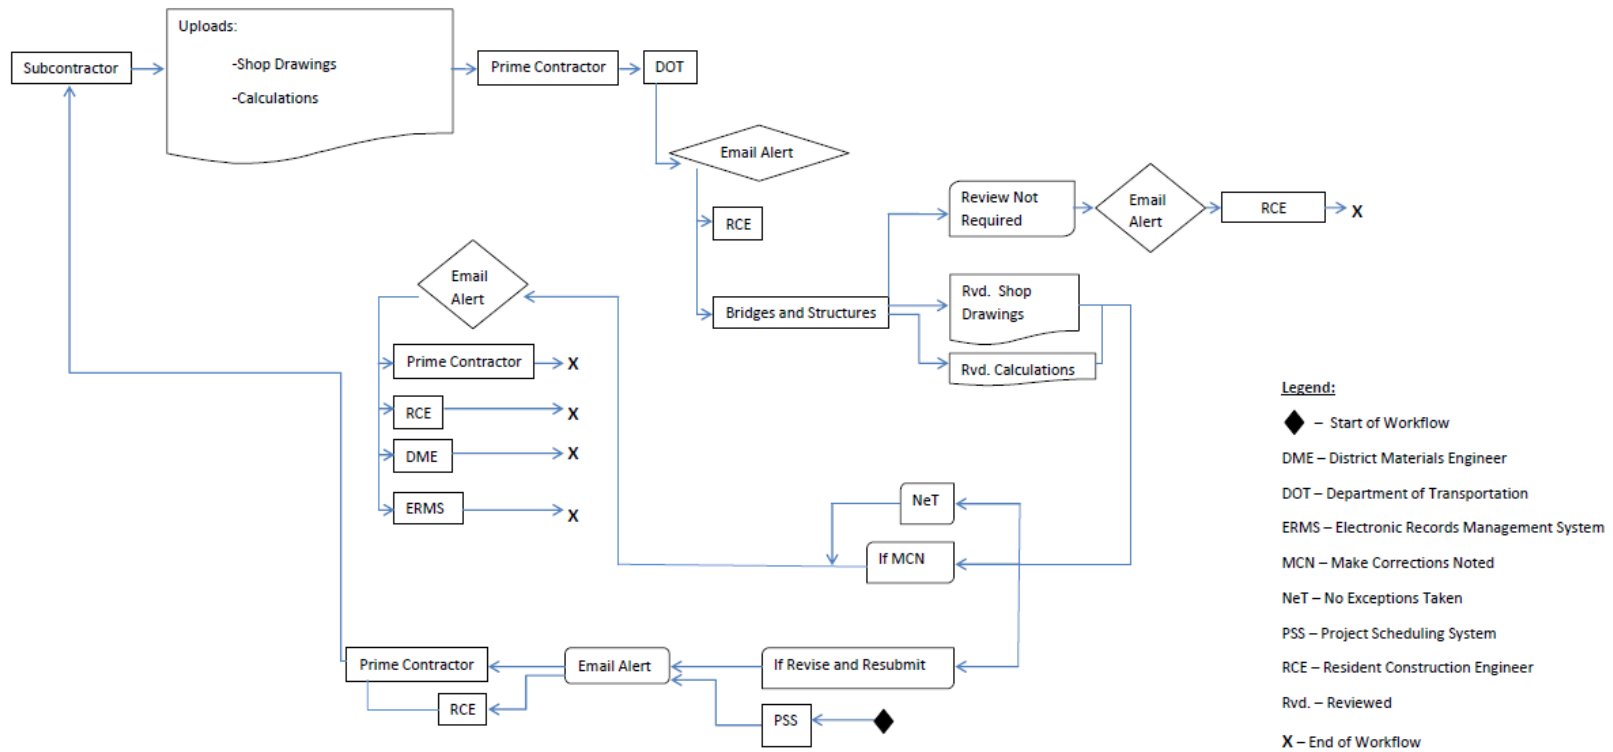 Uploads:
-Shop Drawings
-Calculations
Subcontractor
Prime Contractor
DOT
Email Alert
RCE
Bridges and Structures
Review Not
Required
Email
Alert
RCE
X
Rvd. Shop
Drawings
Rvd. Calculations
Email
Alert
Prime Contractor
X
RCE
X
DME
X
ERMS
X
NeT
If MCN
If Revise and Resubmit
Email Alert
Prime Contractor
RCE
PSS
Legend:
– Start of Workflow
DME – District Materials Engineer
DOT – Department of Transportation
ERMS – Electronic Records Management System
MCN – Make Corrections Noted
NeT – No Exceptions Taken
PSS – Project Scheduling System
RCE – Resident Construction Engineer
Rvd. – Reviewed
X – End of Workflow